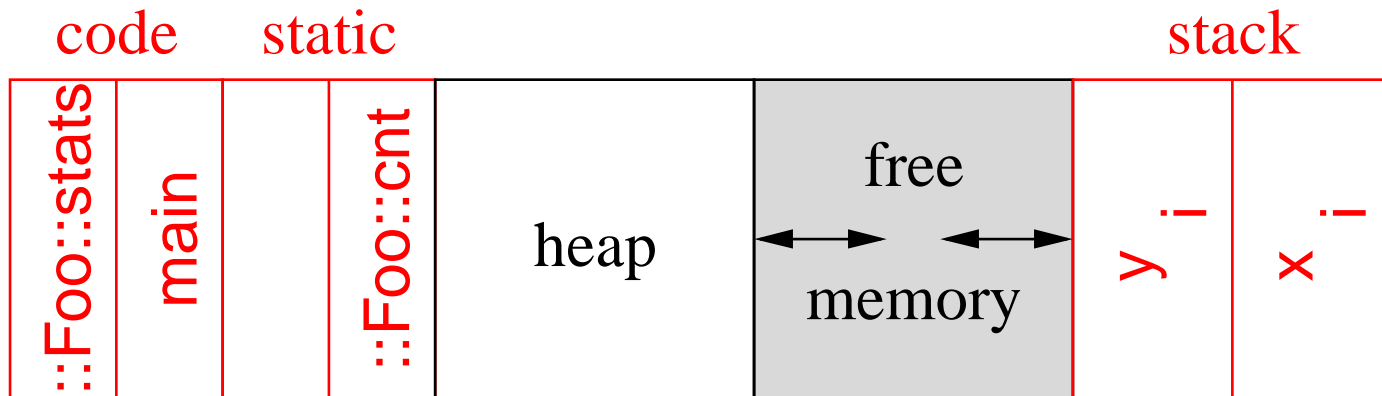 code
static
stack
::Foo::stats
main
::Foo::cnt
heap
free
memory
y
i
x
i